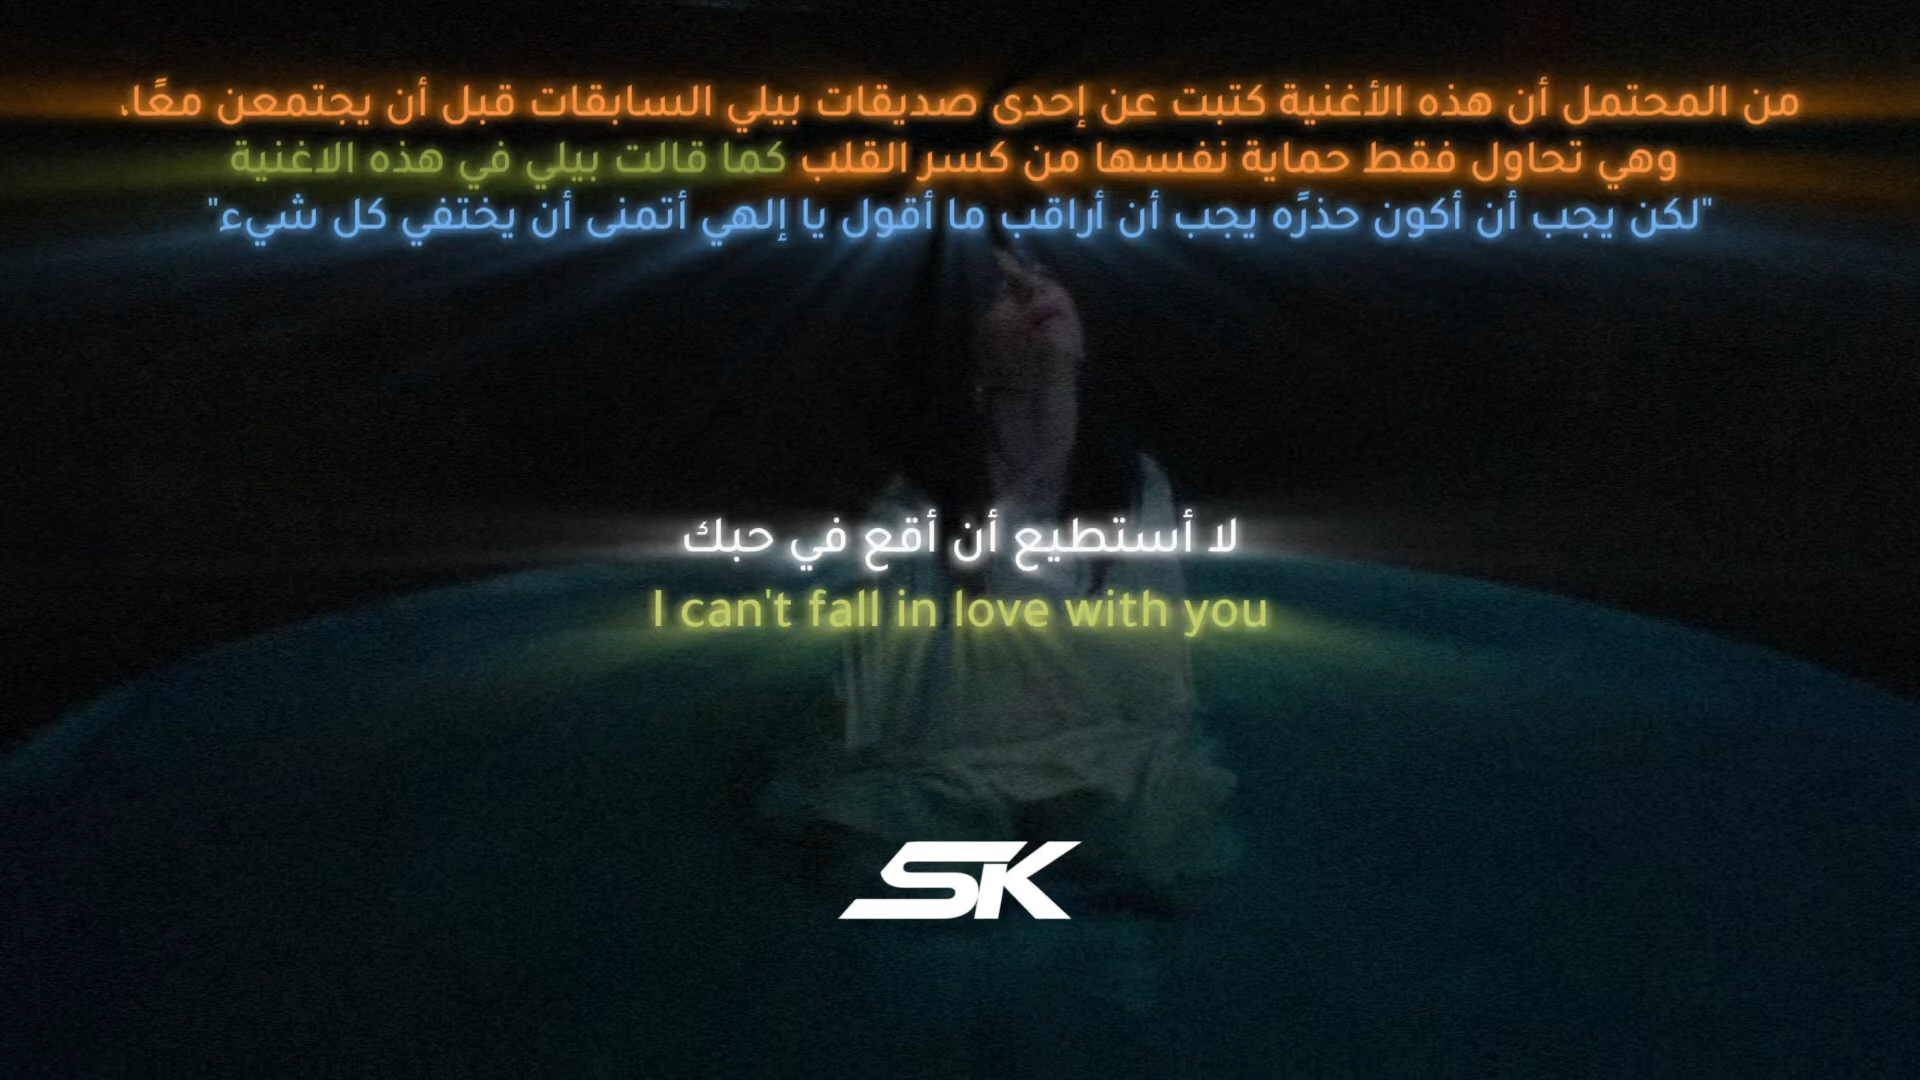 من المحتمل أن هذه الأغنية كتبت عن إحدى صديقات بيلي السابقات قبل أن يجتمعن معًا،
وهي تحاول فقط حماية نفسها من كسر القلب كما قالت بيلي في هذه الاغنية
"لكن يجب أن أكون حذرًه يجب أن أراقب ما أقول يا إلهي أتمنى أن يختفي كل شيء"
لا أستطيع أن أقع في حبك
I can't fall in love with you
SK